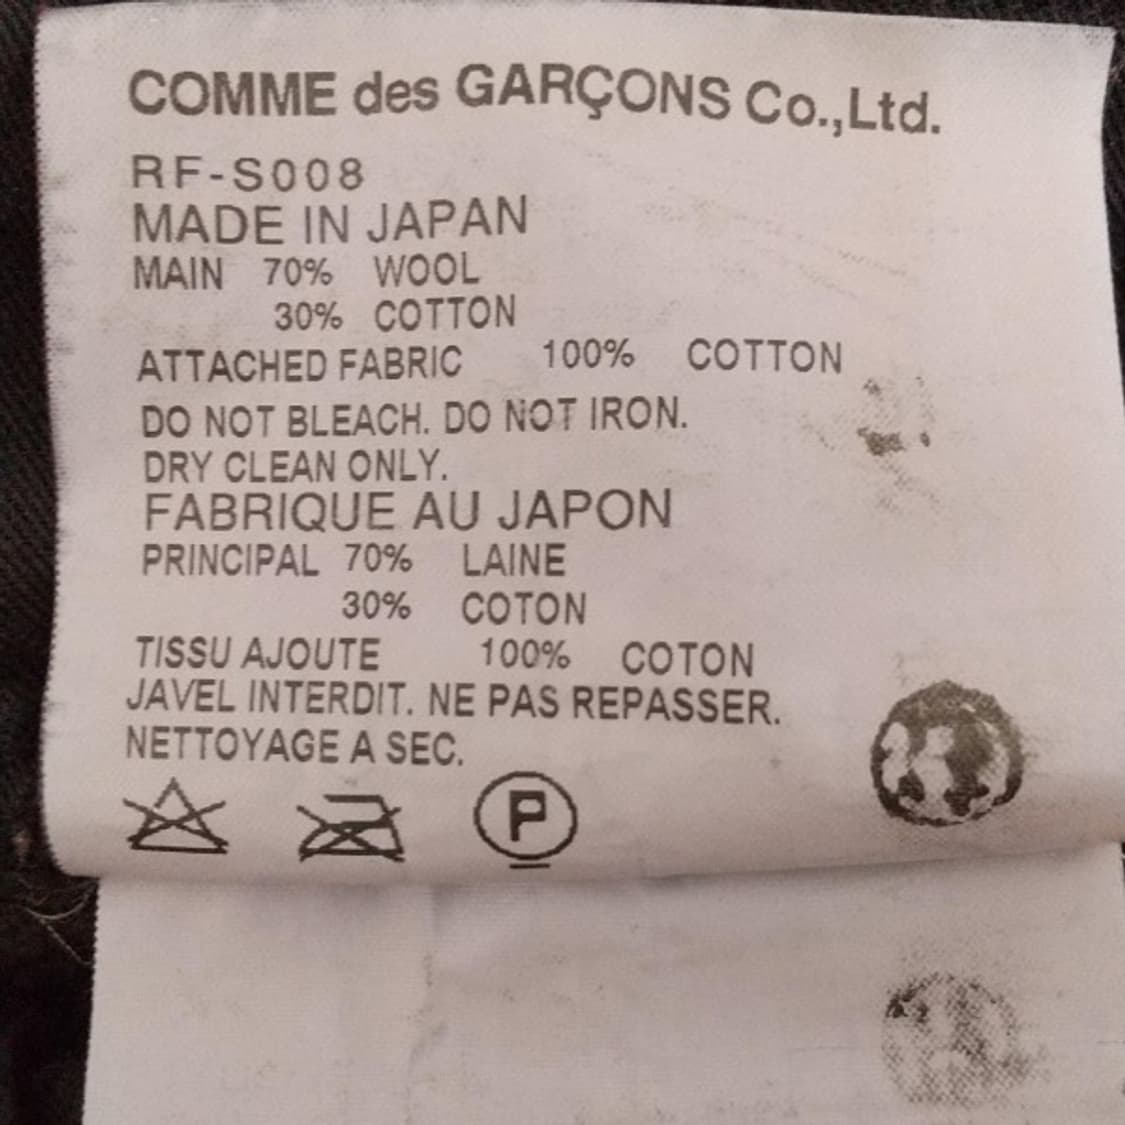 COMME des GARÇONS Co.,Ltd.
RF-S008
MADE IN JAPAN
MAIN 70% WOOL
30% COTTON
ATTACHED FABRIC 100% COTTON
DO NOT BLEACH. DO NOT IRON.
DRY CLEAN ONLY.
FABRIQUE AU JAPON
PRINCIPAL 70% LAINE
30% COTON
TISSU AJOUTE 100% COTON
JAVEL INTERDIT. NE PAS REPASSER.
NETTOYAGE A SEC.
P